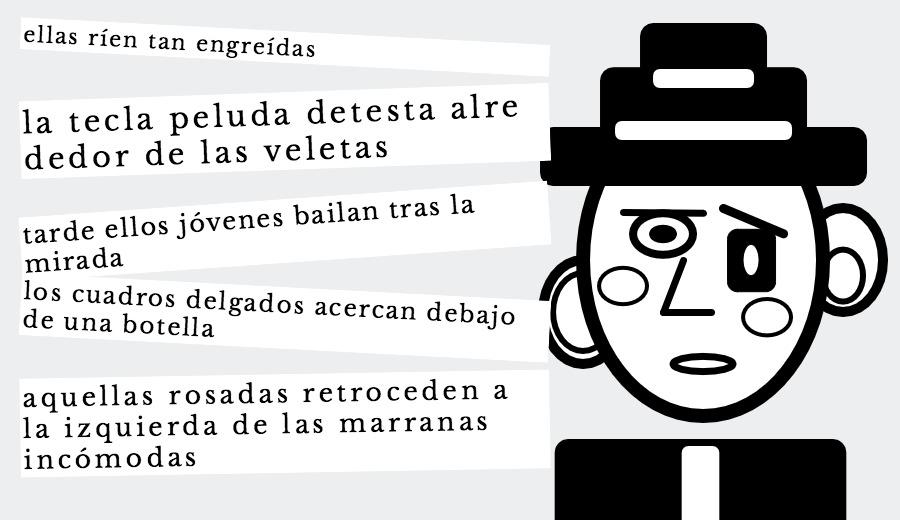 ellas ríen tan engreídas
la tecla peluda detesta alre
dedor de las veletas
tarde ellos jóvenes bailan tras la
mirada
los cuadros delgados acercan debajo
de una botella
aquellas rosadas retroceden a
la izquierda de las marranas
incómodas